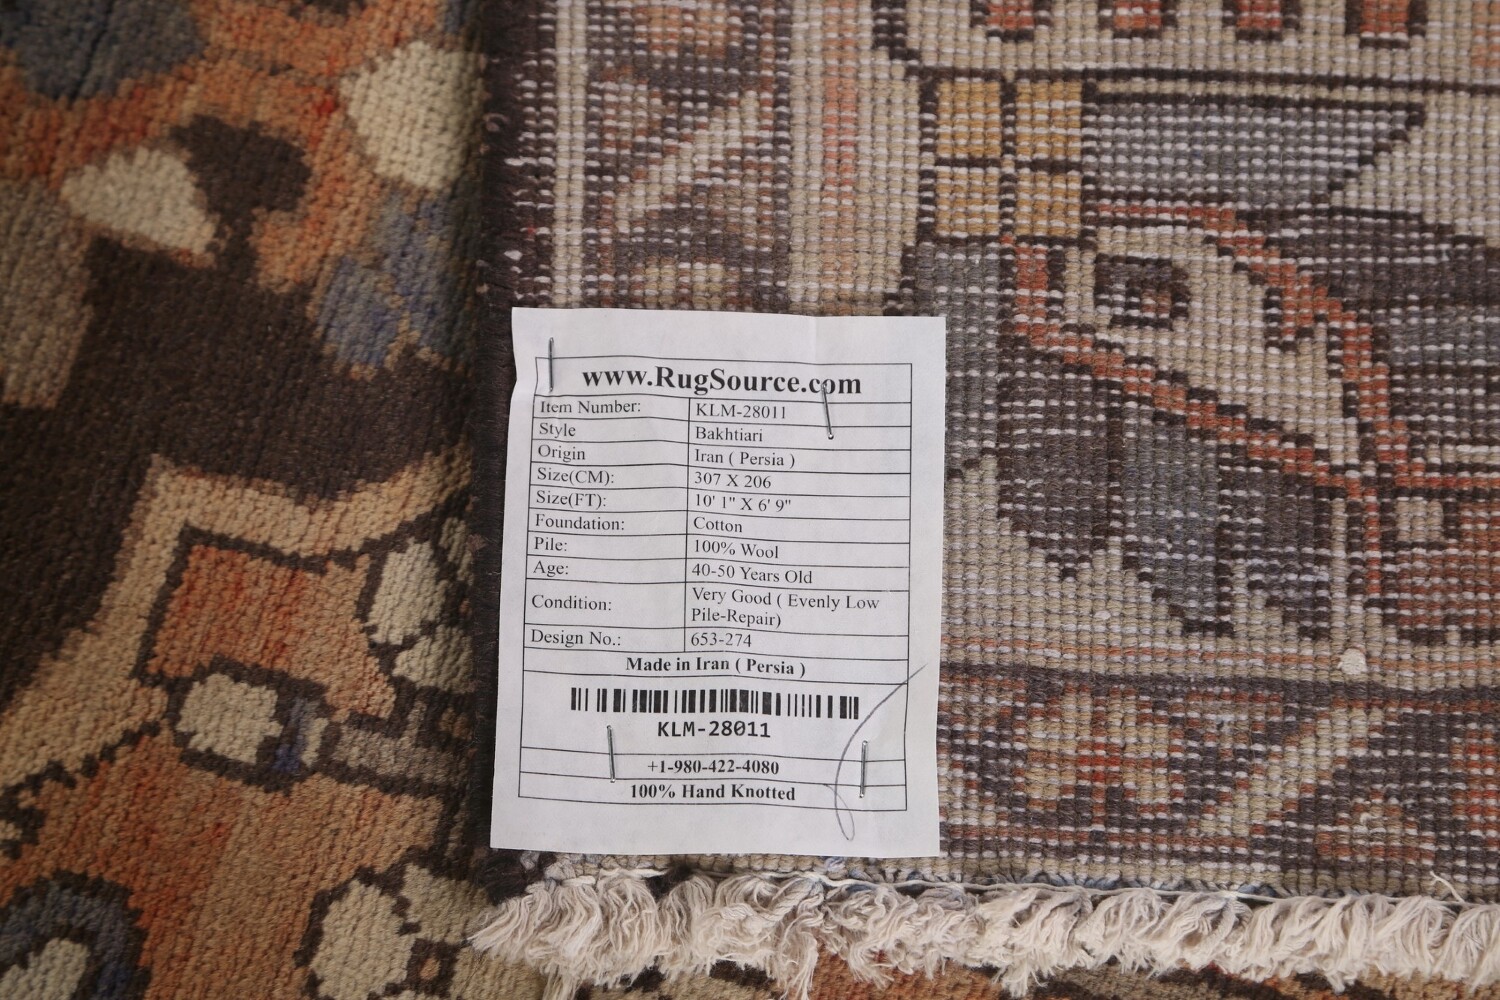 www.RugSource.com
Item Number: KLM-28011
Style Bakhtiari
Origin Iran ( Persia )
Size(CM): 307 X 206
Size(FT): 10' 1" X 6' 9"
Foundation: Cotton
Pile: 100% Wool
Age: 40-50 Years Old
Condition: Very Good ( Evenly Low
Pile-Repair)
Design No.: 653-274
Made in Iran ( Persia )
KLM-28011
+1-980-422-4080
100% Hand Knotted